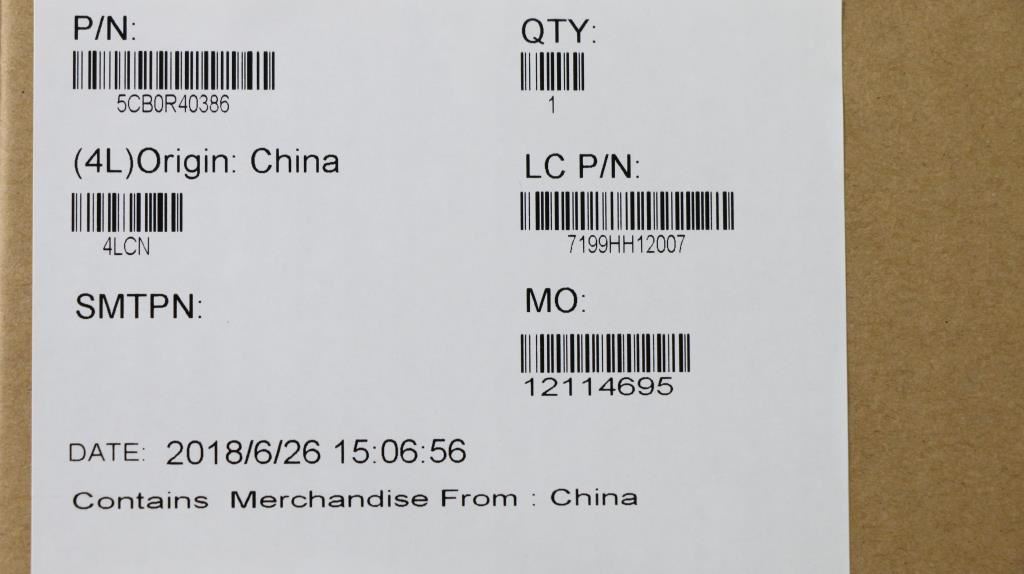 P/N:
5CB0R40386
QTY:
1
(4L)Origin: China
4LCN
LC P/N:
7199HH12007
SMTPN:
MO:
12114695
DATE: 2018/6/26 15:06:56
Contains Merchandise From : China